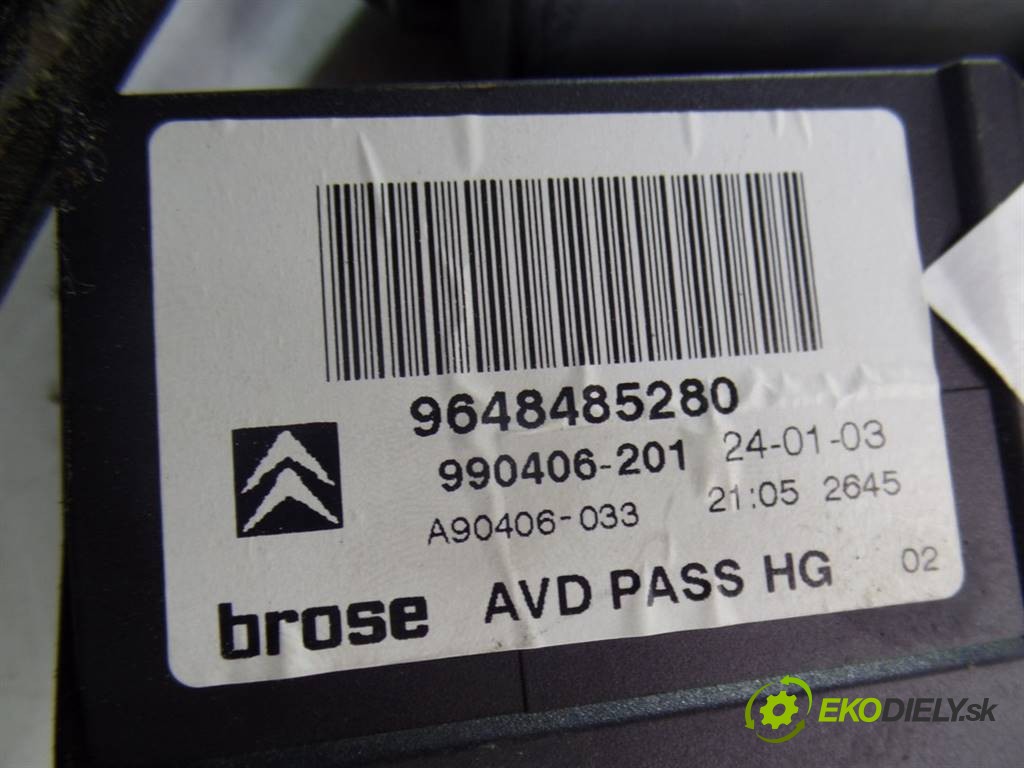 9648485280
990406-201 24-01-03
A90406-033 21:05 2645
brose AVD PASS HG 02
EKODIELY.sk